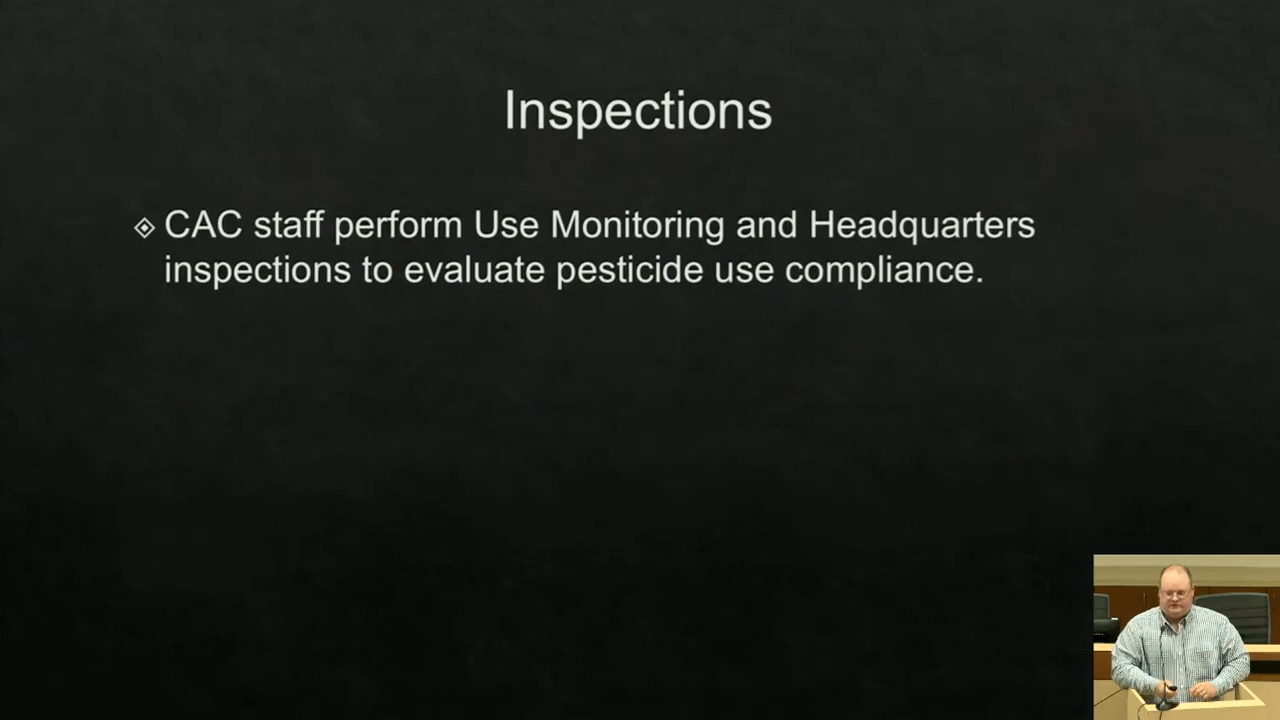 Inspections
CAC staff perform Use Monitoring and Headquarters
inspections to evaluate pesticide use compliance.